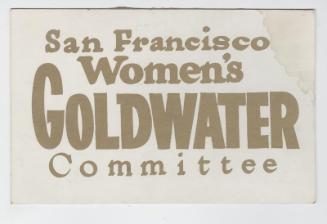 San Francisco
Women's
GOLDWATER
Committee